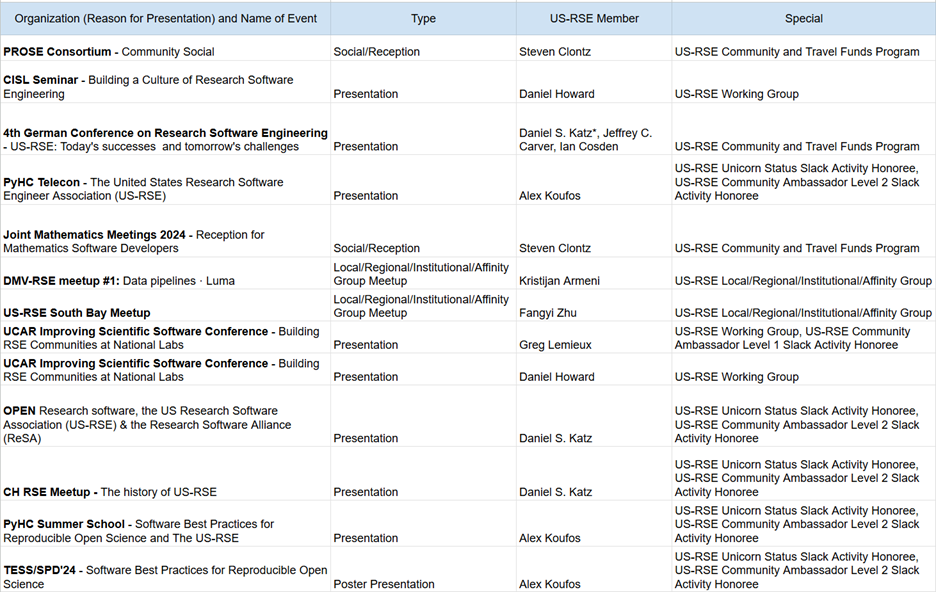 Organization (Reason for Presentation) and Name of Event Type US-RSE Member Special
PROSE Consortium - Community Social Social/Reception Steven Clontz US-RSE Community and Travel Funds Program
CISL Seminar - Building a Culture of Research Software
Engineering Presentation Daniel Howard US-RSE Working Group
4th German Conference on Research Software Engineering
- US-RSE: Today's successes and tomorrow's challenges Presentation
Daniel S. Katz*, Jeffrey C.
Carver, Ian Cosden
US-RSE Community and Travel Funds Program
PyHC Telecon - The United States Research Software
Engineer Association (US-RSE) Presentation Alex Koufos
US-RSE Unicorn Status Slack Activity Honoree,
US-RSE Community Ambassador Level 2 Slack
Activity Honoree
Joint Mathematics Meetings 2024 - Reception for
Mathematics Software Developers Social/Reception Steven Clontz US-RSE Community and Travel Funds Program
DMV-RSE meetup #1: Data pipelines · Luma
Local/Regional/Institutional/Affinity
Group Meetup
Kristijan Armeni US-RSE Local/Regional/Institutional/Affinity Group
US-RSE South Bay Meetup
Local/Regional/Institutional/Affinity
Group Meetup
Fangyi Zhu US-RSE Local/Regional/Institutional/Affinity Group
UCAR Improving Scientific Software Conference - Building
RSE Communities at National Labs Presentation Greg Lemieux
US-RSE Working Group, US-RSE Community
Ambassador Level 1 Slack Activity Honoree
UCAR Improving Scientific Software Conference - Building
RSE Communities at National Labs Presentation Daniel Howard US-RSE Working Group
OPEN Research software, the US Research Software
Association (US-RSE) & the Research Software Alliance
(ReSA) Presentation Daniel S. Katz
US-RSE Unicorn Status Slack Activity Honoree,
US-RSE Community Ambassador Level 2 Slack
Activity Honoree
CH RSE Meetup - The history of US-RSE Presentation Daniel S. Katz
US-RSE Unicorn Status Slack Activity Honoree,
US-RSE Community Ambassador Level 2 Slack
Activity Honoree
PyHC Summer School - Software Best Practices for
Reproducible Open Science and The US-RSE Presentation Alex Koufos
US-RSE Unicorn Status Slack Activity Honoree,
US-RSE Community Ambassador Level 2 Slack
Activity Honoree
TESS/SPD'24 - Software Best Practices for Reproducible Open
Science Poster Presentation Alex Koufos
US-RSE Unicorn Status Slack Activity Honoree,
US-RSE Community Ambassador Level 2 Slack
Activity Honoree